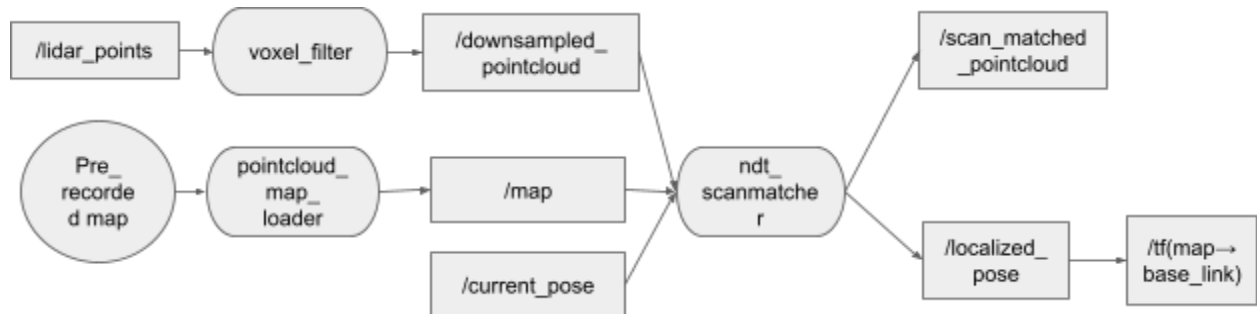 /lidar_points
voxel_filter
/downsampled_
pointcloud
/scan_matched
_pointcloud
Pre_
recorde
d map
pointcloud_
map_
loader
/map
ndt_
scanmatche
r
/current_pose
/localized_
pose
/tf(map→
base_link)